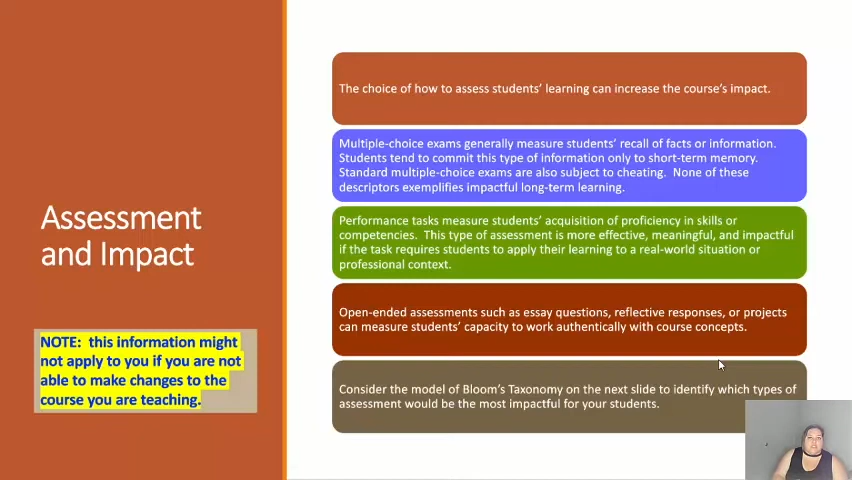 Assessment
and Impact
NOTE:  this information might
not apply to you if you are not
able to make changes to the
course you are teaching.
The choice of how to assess students’ learning can increase the course’s impact.
Multiple-choice exams generally measure students’ recall of facts or information.
Students tend to commit this type of information only to short-term memory.
Standard multiple-choice exams are also subject to cheating.  None of these
descriptors exemplifies impactful long-term learning.
Performance tasks measure students’ acquisition of proficiency in skills or
competencies.  This type of assessment is more effective, meaningful, and impactful
if the task requires students to apply their learning to a real-world situation or
professional context.
Open-ended assessments such as essay questions, reflective responses, or projects
can measure students’ capacity to work authentically with course concepts.
Consider the model of Bloom’s Taxonomy on the next slide to identify which types of
assessment would be the most impactful for your students.